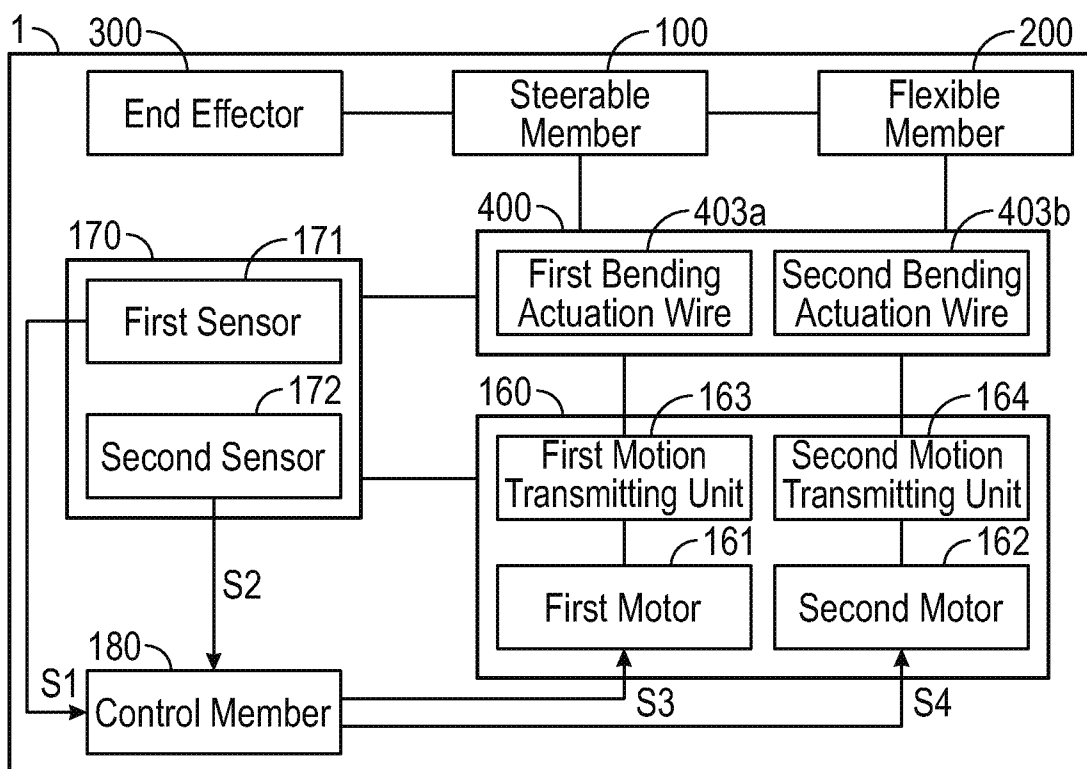 1
300
100
200
End Effector
Steerable
Member
Flexible
Member
400
403a
403b
170
171
First Bending
Actuation Wire
Second Bending
Actuation Wire
First Sensor
172
160
163
164
Second Sensor
First Motion
Transmitting Unit
Second Motion
Transmitting Unit
161
162
S2
First Motor
Second Motor
180
S1
Control Member
S3
S4